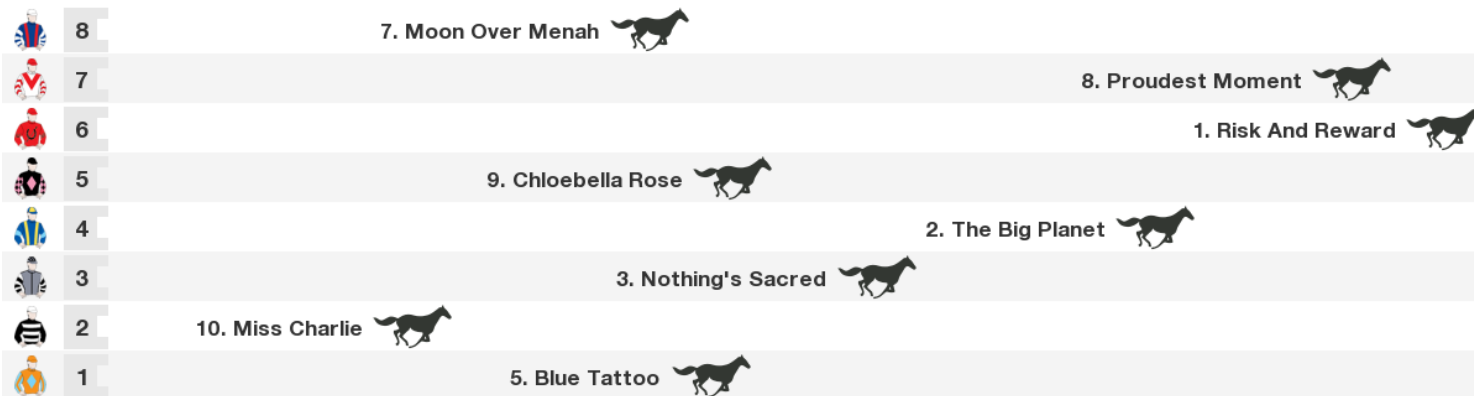 8 7. Moon Over Menah
7 8. Proudest Moment
6 1. Risk And Reward
5 9. Chloebella Rose
4 2. The Big Planet
3 3. Nothing's Sacred
2 10. Miss Charlie
1 5. Blue Tattoo